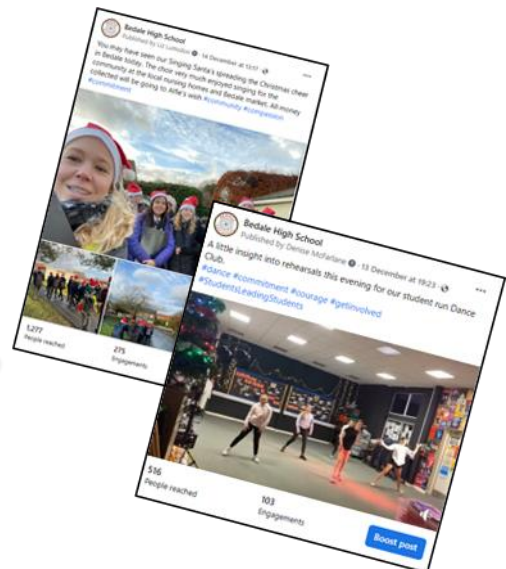 Bedale High School
Published by Liz Lumsdon · 14 December at 13:17 ·
You may have seen our Singing Santa's spreading the Christmas cheer
in Bedale today. The choir very much enjoyed singing for the
community at the local nursing homes and Bedale market. All money
collected will be going to Alfie's wish #community #compassion
#commitment
1,277
People reached
275
Engagements
Bedale High School
Published by Denise McFarlane · 13 December at 19:23 ·
A little insight into rehearsals this evening for our student run Dance
Club.
#dance #commitment #courage #getinvolved
#StudentsLeadingStudents
516
People reached
103
Engagements
Boost post